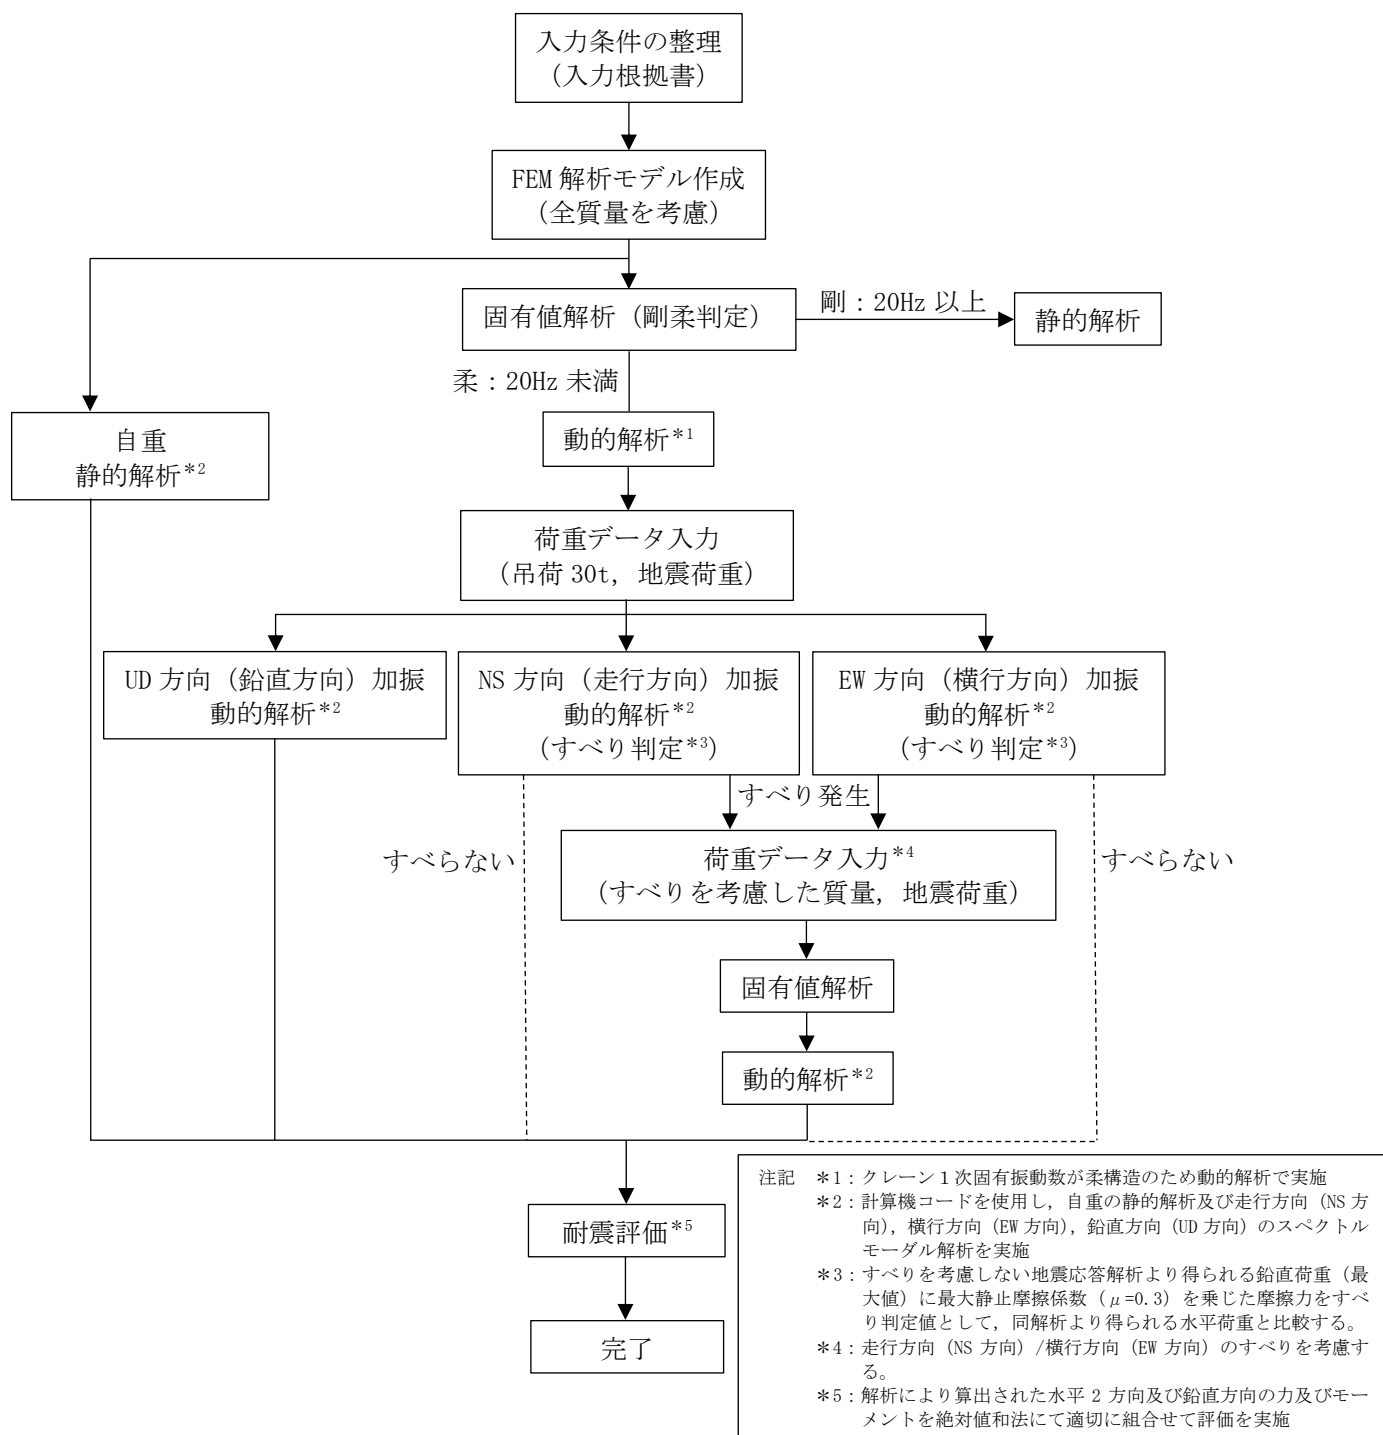 入力条件の整理
（入力根拠書）
FEM 解析モデル作成
（全質量を考慮）
固有値解析（剛柔判定）
剛：20Hz 以上
静的解析
柔：20Hz 未満
自重
静的解析*2
動的解析*1
荷重データ入力
（吊荷 30t，地震荷重）
UD 方向（鉛直方向）加振
動的解析*2
NS 方向（走行方向）加振
動的解析*2
（すべり判定*3）
EW 方向（横行方向）加振
動的解析*2
（すべり判定*3）
すべり発生
すべらない
荷重データ入力*4
（すべりを考慮した質量，地震荷重）
すべらない
固有値解析
動的解析*2
耐震評価*5
完了
注記　*1：クレーン１次固有振動数が柔構造のため動的解析で実施
*2：計算機コードを使用し，自重の静的解析及び走行方向（NS 方
向），横行方向（EW 方向），鉛直方向（UD 方向）のスペクトル
モーダル解析を実施
*3：すべりを考慮しない地震応答解析より得られる鉛直荷重（最
大値）に最大静止摩擦係数（μ=0.3）を乗じた摩擦力をすべ
り判定値として，同解析より得られる水平荷重と比較する。
*4：走行方向（NS 方向）/横行方向（EW 方向）のすべりを考慮す
る。
*5：解析により算出された水平 2 方向及び鉛直方向の力及びモー
メントを絶対値和法にて適切に組合せて評価を実施